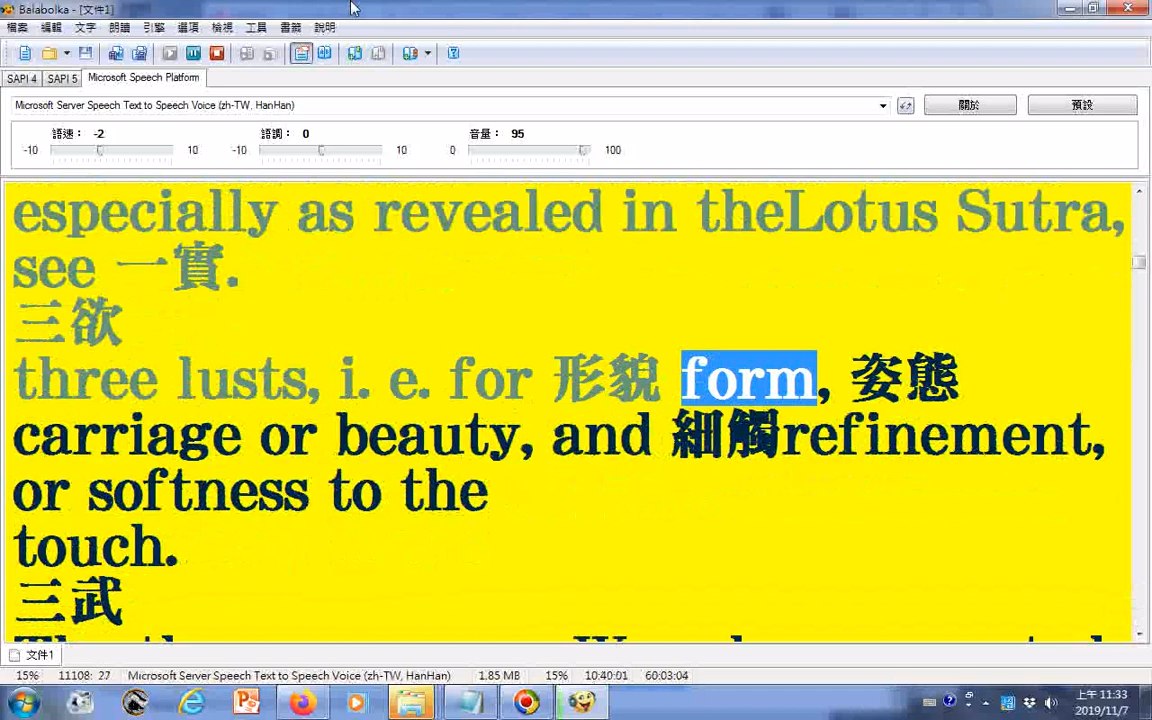 Balabolka - [文件1]
檔案 編輯 文字 朗讀 引擎 選項 檢視 工具 書籤 說明
SAPI 4 SAPI 5 Microsoft Speech Platform
Microsoft Server Speech Text to Speech Voice (zh-TW, HanHan) 關於 預設
語速： -2 語調： 0 音量： 95
-10 10 -10 10 0 100
especially as revealed in theLotus Sutra,
see 一實.
三欲
three lusts, i. e. for 形貌 form, 姿態
carriage or beauty, and 細觸refinement,
or softness to the
touch.
三武
文件1
15% 11108: 27 Microsoft Server Speech Text to Speech Voice (zh-TW, HanHan) 1.85 MB 15% 10:40:01 60:03:04
上午 11:33
2019/11/7